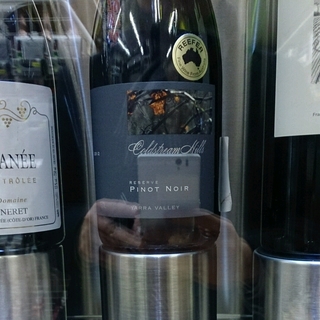 REEFER
Coldstream Hills
RESERVE
PINOT NOIR
YARRA VALLEY
ANÉE
TRÔLÉE
Domaine
NERET